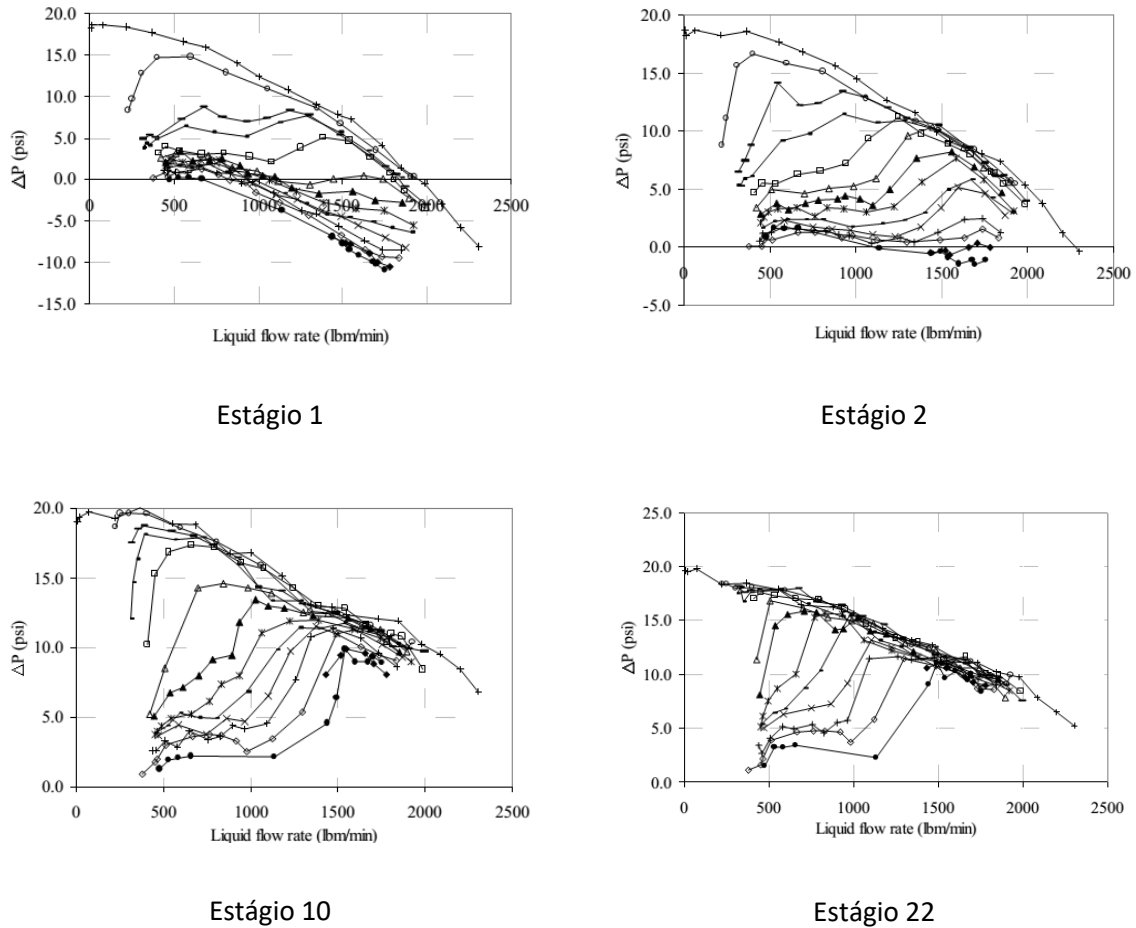 20.0
15.0
10.0
5.0
0.0
-5.0
-10.0
-15.0
0 500 1000 1500 2000 2500
ΔP (psi)
Liquid flow rate (lbm/min)
Estágio 1
20.0
15.0
10.0
5.0
0.0
-5.0
0 500 1000 1500 2000 2500
ΔP (psi)
Liquid flow rate (lbm/min)
Estágio 2
20.0
15.0
10.0
5.0
0.0
0 500 1000 1500 2000 2500
ΔP (psi)
Liquid flow rate (lbm/min)
Estágio 10
25.0
20.0
15.0
10.0
5.0
0.0
0 500 1000 1500 2000 2500
ΔP (psi)
Liquid flow rate (lbm/min)
Estágio 22